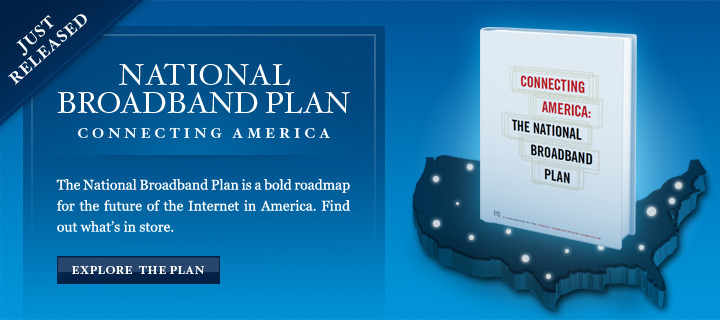 JUST
RELEASED
NATIONAL
BROADBAND PLAN
CONNECTING AMERICA
The National Broadband Plan is a bold roadmap
for the future of the Internet in America. Find
out what's in store.
EXPLORE THE PLAN
CONNECTING
AMERICA:
THE NATIONAL
BROADBAND
PLAN